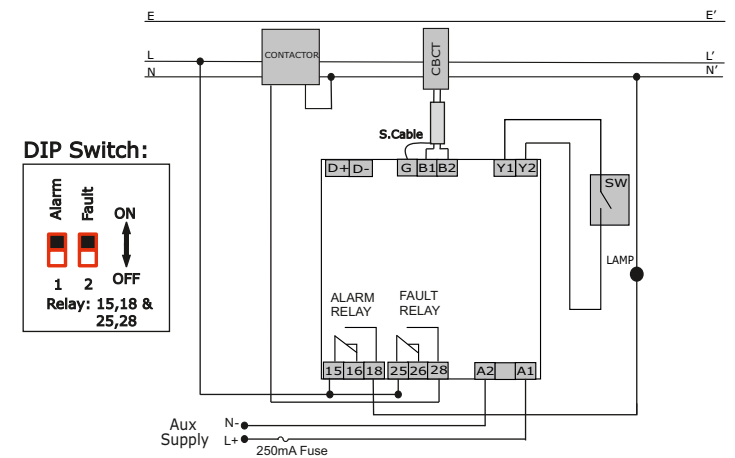 E
E'
L
CONTACTOR
CBCT
L'
N
N'
S.Cable
DIP Switch:
Alarm
Fault
ON
OFF
1 2
Relay: 15,18 &
25,28
D+ D- G B1 B2 Y1 Y2
SW
LAMP
ALARM
RELAY
FAULT
RELAY
15 16 18 25 26 28 A2 A1
Aux
Supply
N-
L+
250mA Fuse